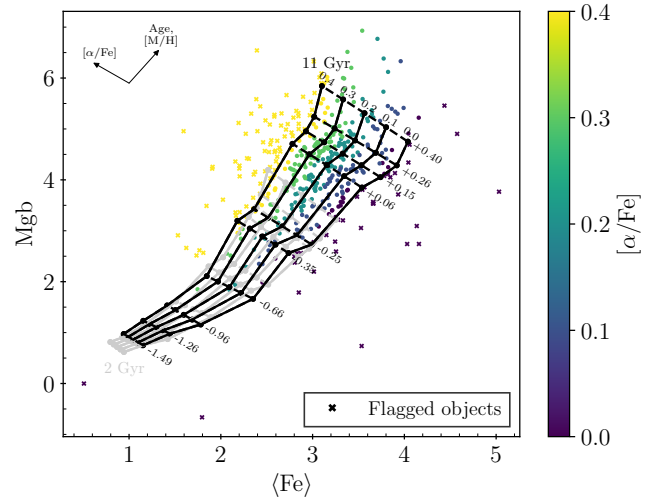 Age,
[M/H]
[α/Fe]
11 Gyr
0.4
0.3
0.2
0.1
0.0
+0.40
+0.26
+0.15
+0.06
-0.25
-0.35
-0.66
-0.96
-1.26
-1.49
2 Gyr
Flagged objects
6
4
2
0
Mgb
1 2 3 4 5
⟨Fe⟩
0.4
0.3
0.2
0.1
0.0
[α/Fe]